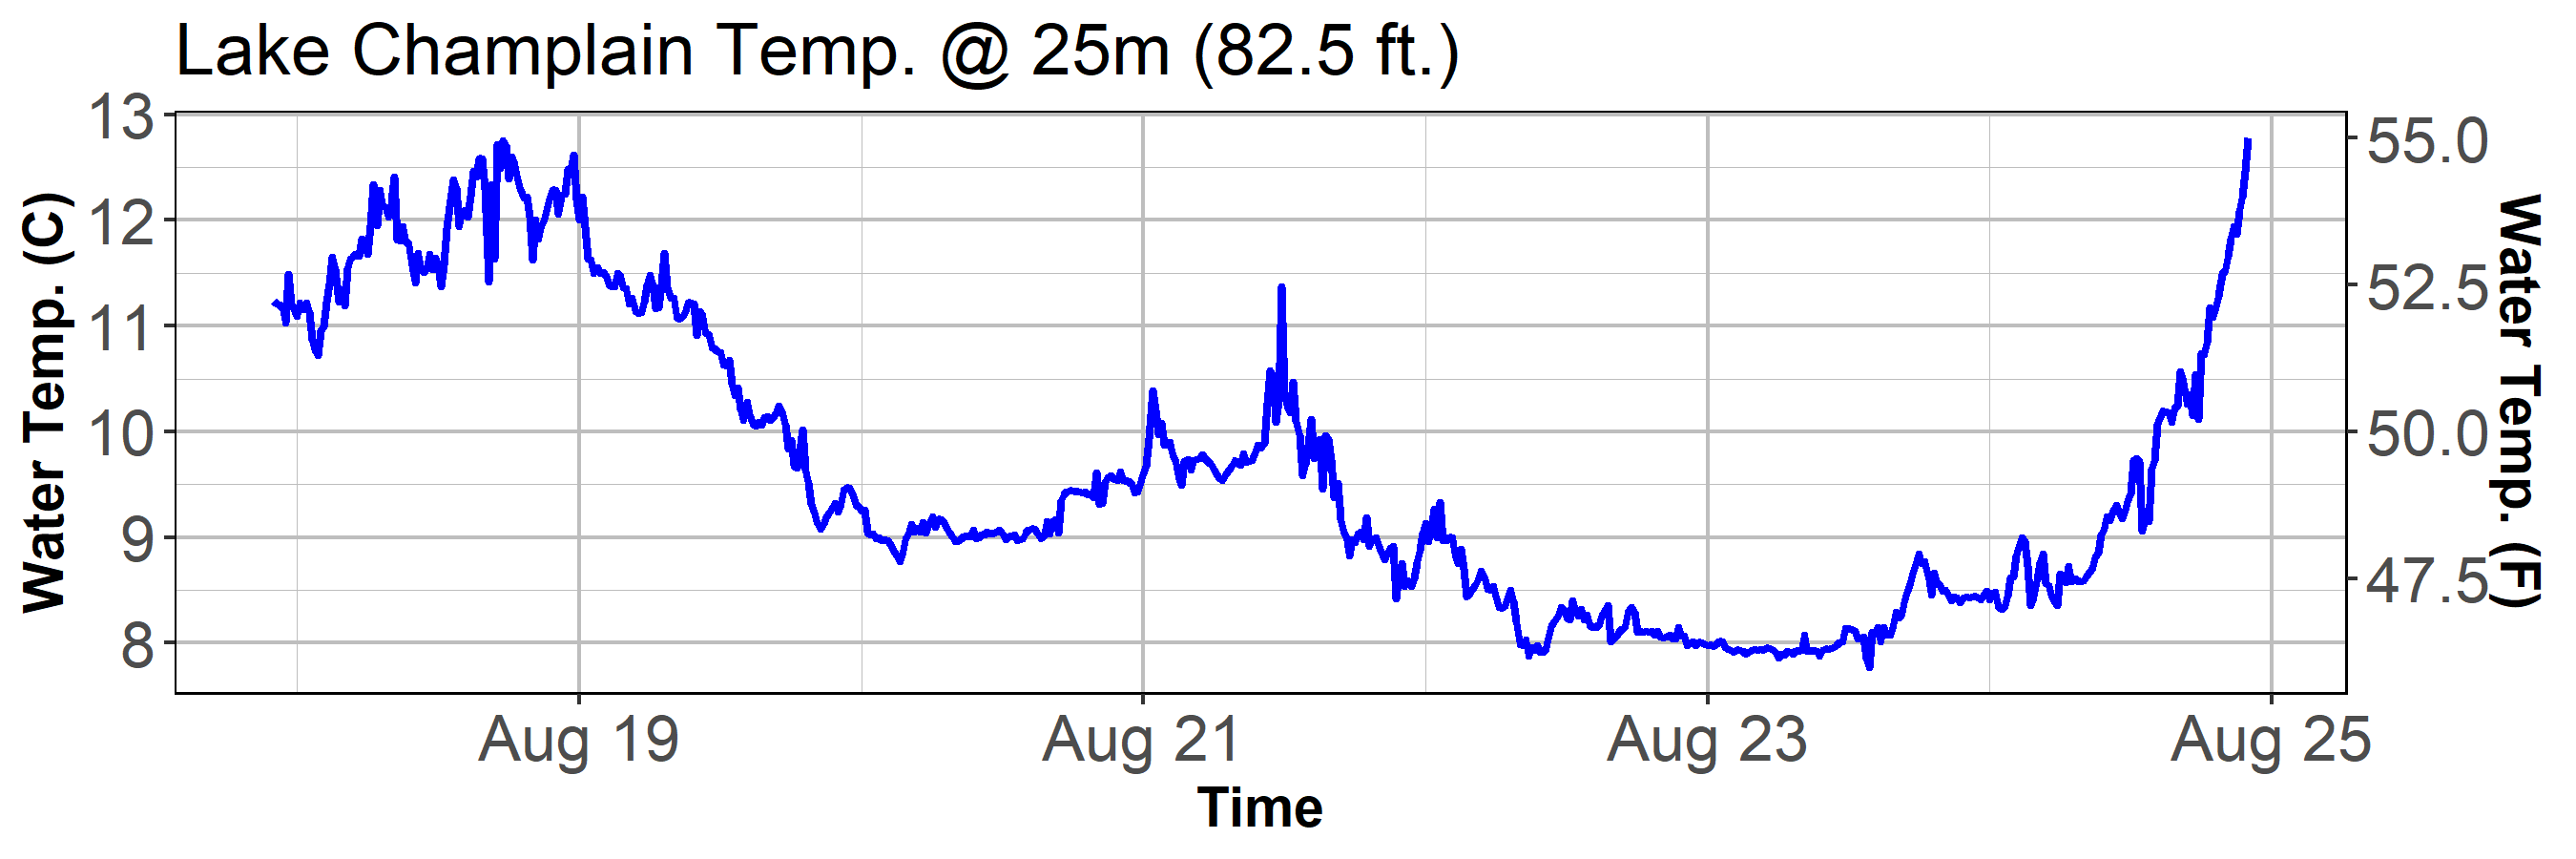 Lake Champlain Temp. @ 25m (82.5 ft.)
Water Temp. (C)
13
12
11
10
9
8
55.0
52.5
50.0
47.5
Water Temp. (F)
Aug 19
Aug 21
Aug 23
Aug 25
Time